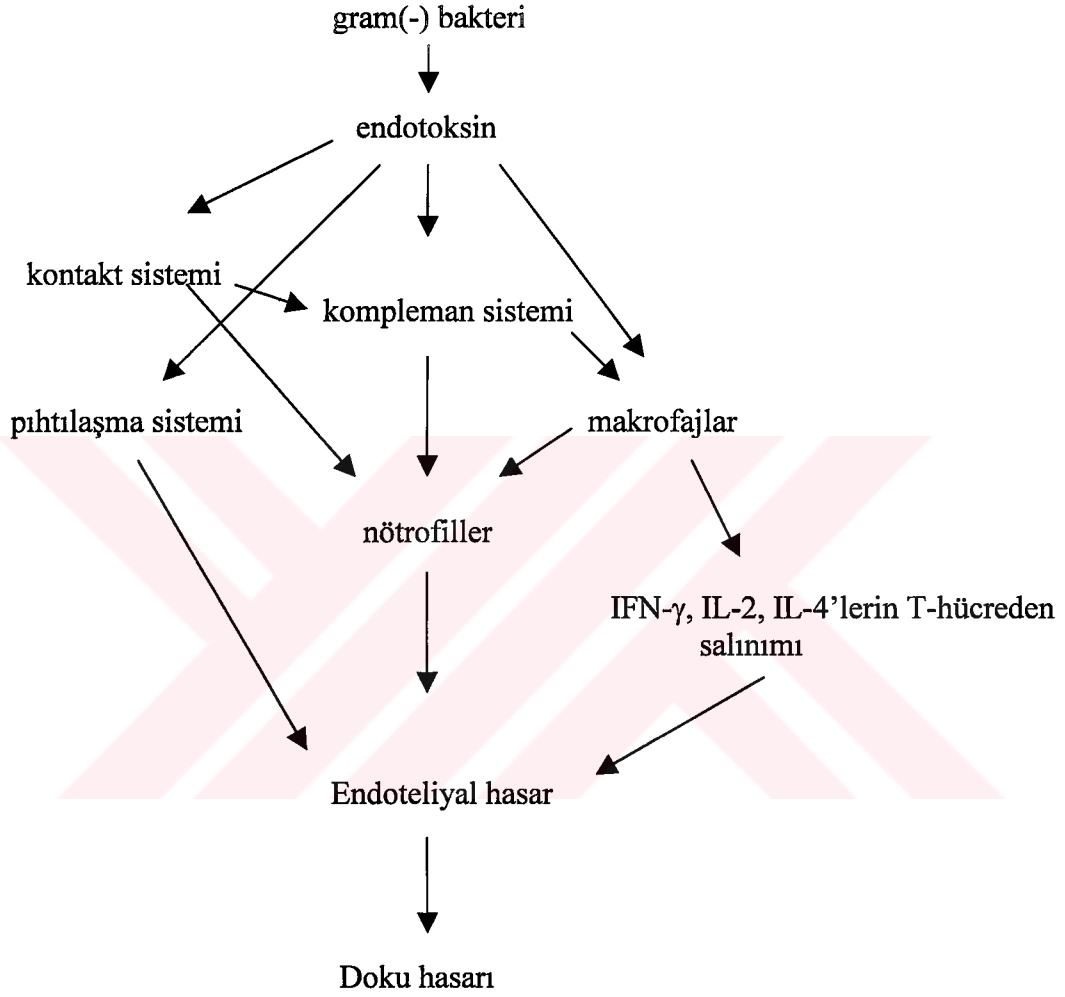 gram(-) bakteri
endotoksin
kontakt sistemi
kompleman sistemi
pıhtılaşma sistemi
makrofajlar
nötrofiller
IFN-γ, IL-2, IL-4’lerin T-hücreden
salınımı
Endoteliyal hasar
Doku hasarı